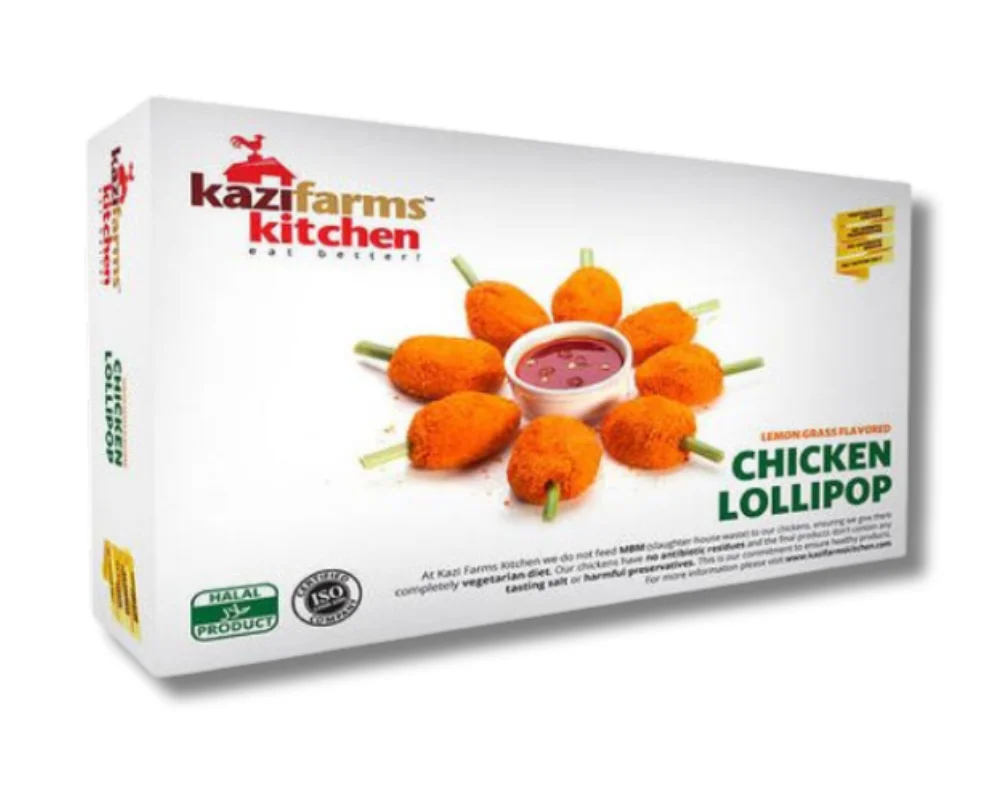 kazifarms™
kitchen
eat better!
kazifarms
kitchen
CHICKEN
LOLLIPOP
LEMON GRASS FLAVORED
CHICKEN
LOLLIPOP
At Kazi Farms Kitchen we do not feed MBM (slaughter house waste) to our chickens, ensuring we give there
completely vegetarian diet. Our chickens have no antibiotic residues and the final products don't contain any
tasting salt or harmful preservatives. This is our commitment to ensure healthy products.
For more information please visit www.kazifarmskitchen.com
HALAL
PRODUCT
CERTIFIED
ISO
COMPANY